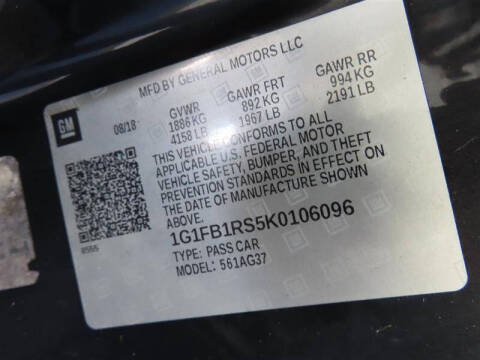 MFD BY GENERAL MOTORS LLC
GM
08/18
GVWR GAWR FRT GAWR RR
1886 KG 892 KG 994 KG
4158 LB 1967 LB 2191 LB
THIS VEHICLE CONFORMS TO ALL
APPLICABLE U.S. FEDERAL MOTOR
VEHICLE SAFETY, BUMPER, AND THEFT
PREVENTION STANDARDS IN EFFECT ON
THE DATE OF MANUFACTURE SHOWN
ABOVE.
1G1FB1RS5K0106096
TYPE: PASS CAR
MODEL: 561AG37